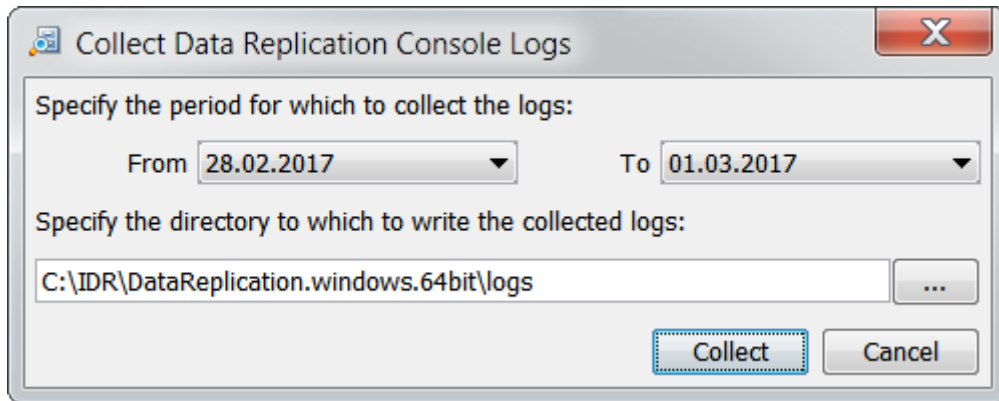 Collect Data Replication Console Logs
Specify the period for which to collect the logs:
From 28.02.2017 To 01.03.2017
Specify the directory to which to write the collected logs:
C:\IDR\DataReplication.windows.64bit\logs ...
Collect Cancel